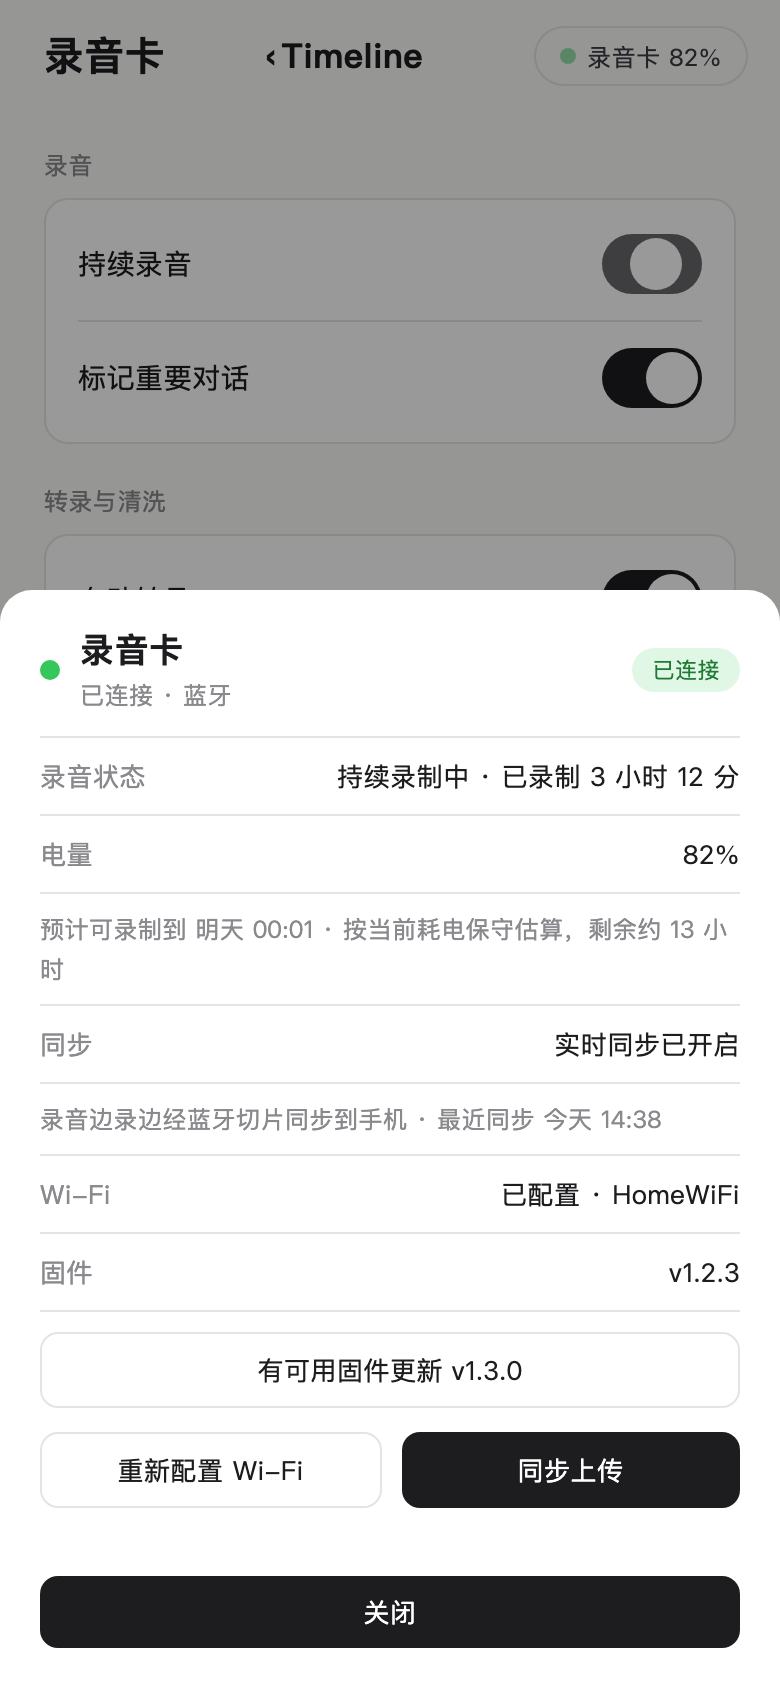 录音卡
‹ Timeline
录音卡 82%
录音
持续录音
标记重要对话
转录与清洗
录音卡
已连接 · 蓝牙
已连接
录音状态
持续录制中 · 已录制 3 小时 12 分
电量
82%
预计可录制到 明天 00:01 · 按当前耗电保守估算，剩余约 13 小
时
同步
实时同步已开启
录音边录边经蓝牙切片同步到手机 · 最近同步 今天 14:38
Wi–Fi
已配置 · HomeWiFi
固件
v1.2.3
有可用固件更新 v1.3.0
重新配置 Wi–Fi
同步上传
关闭